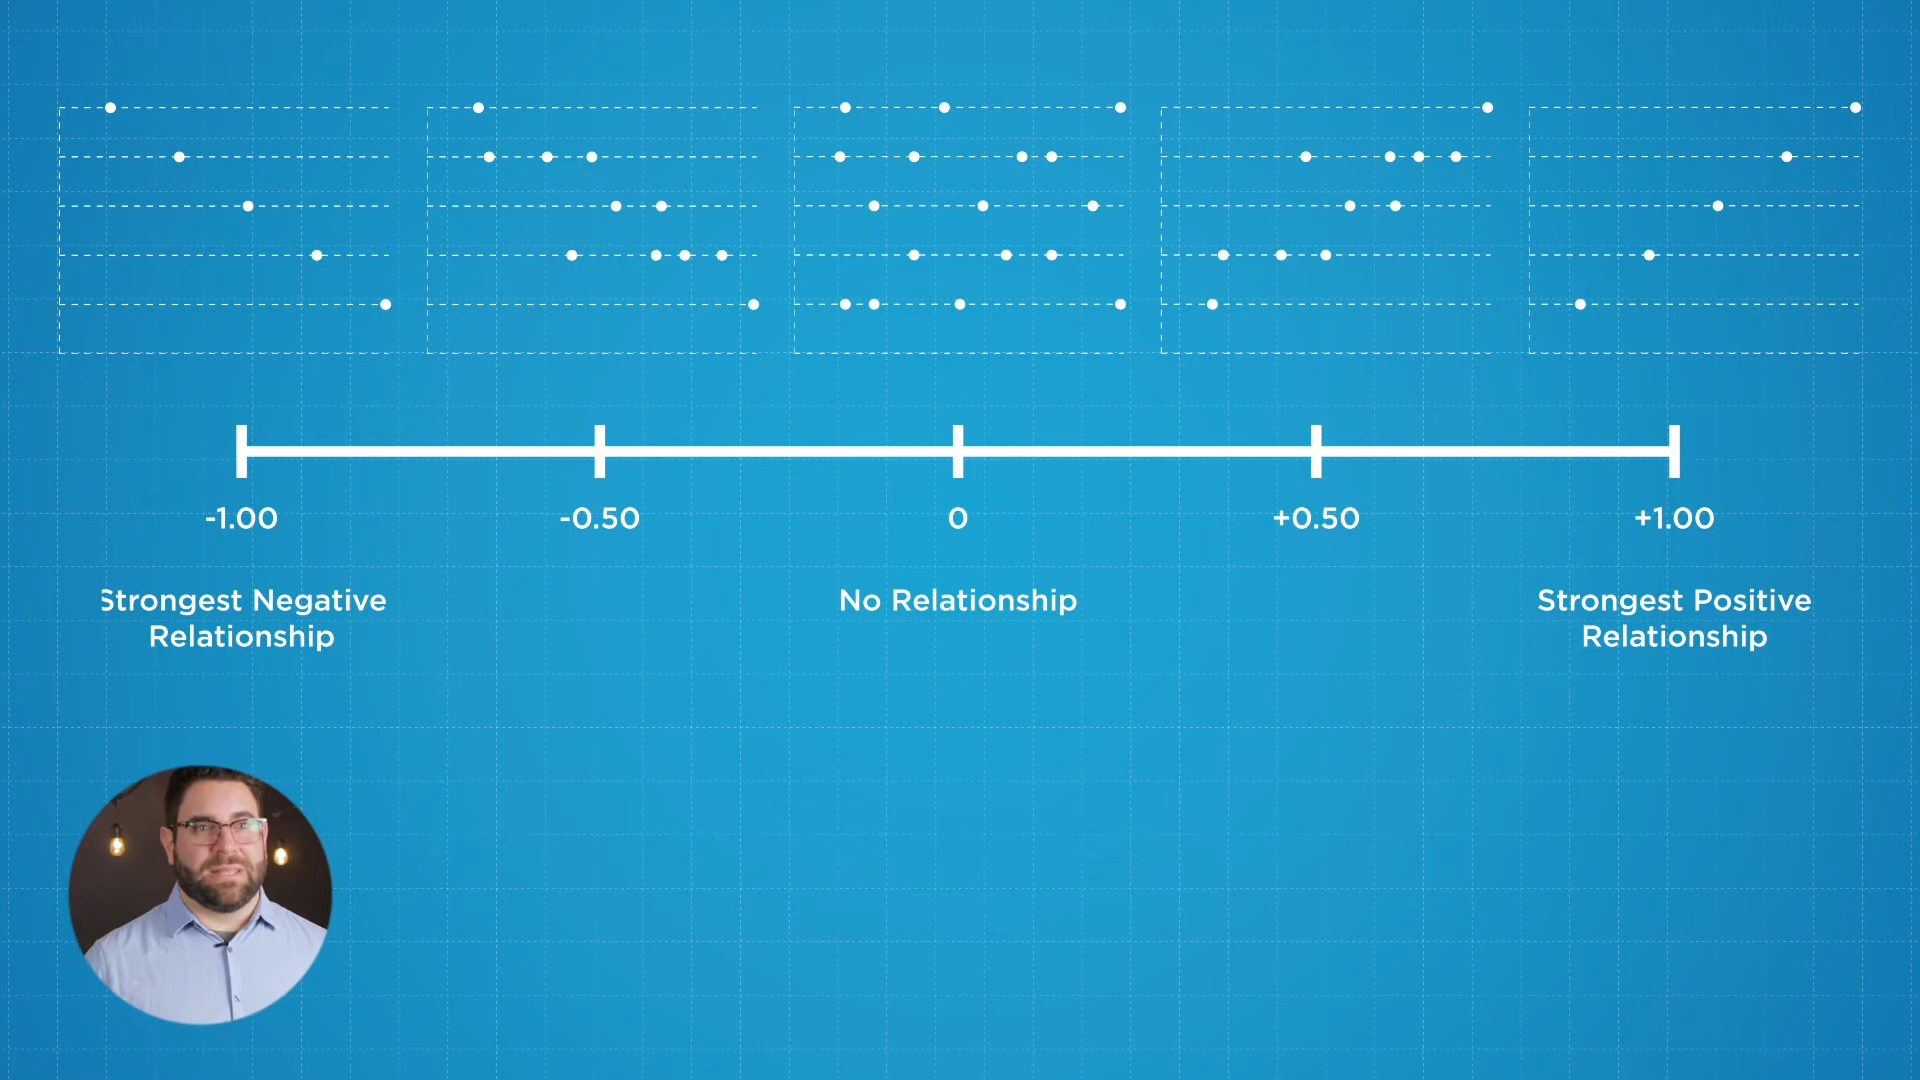 -1.00 -0.50 0 +0.50 +1.00
Strongest Negative
Relationship
No Relationship
Strongest Positive
Relationship